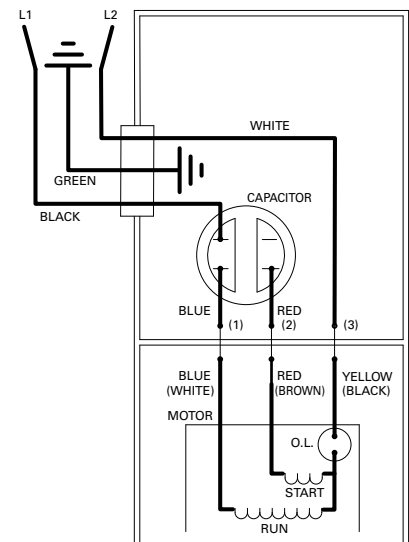 L1
L2
WHITE
GREEN
CAPACITOR
BLACK
BLUE
RED
(1)
(2)
(3)
BLUE
(WHITE)
RED
(BROWN)
YELLOW
(BLACK)
MOTOR
O.L.
START
RUN